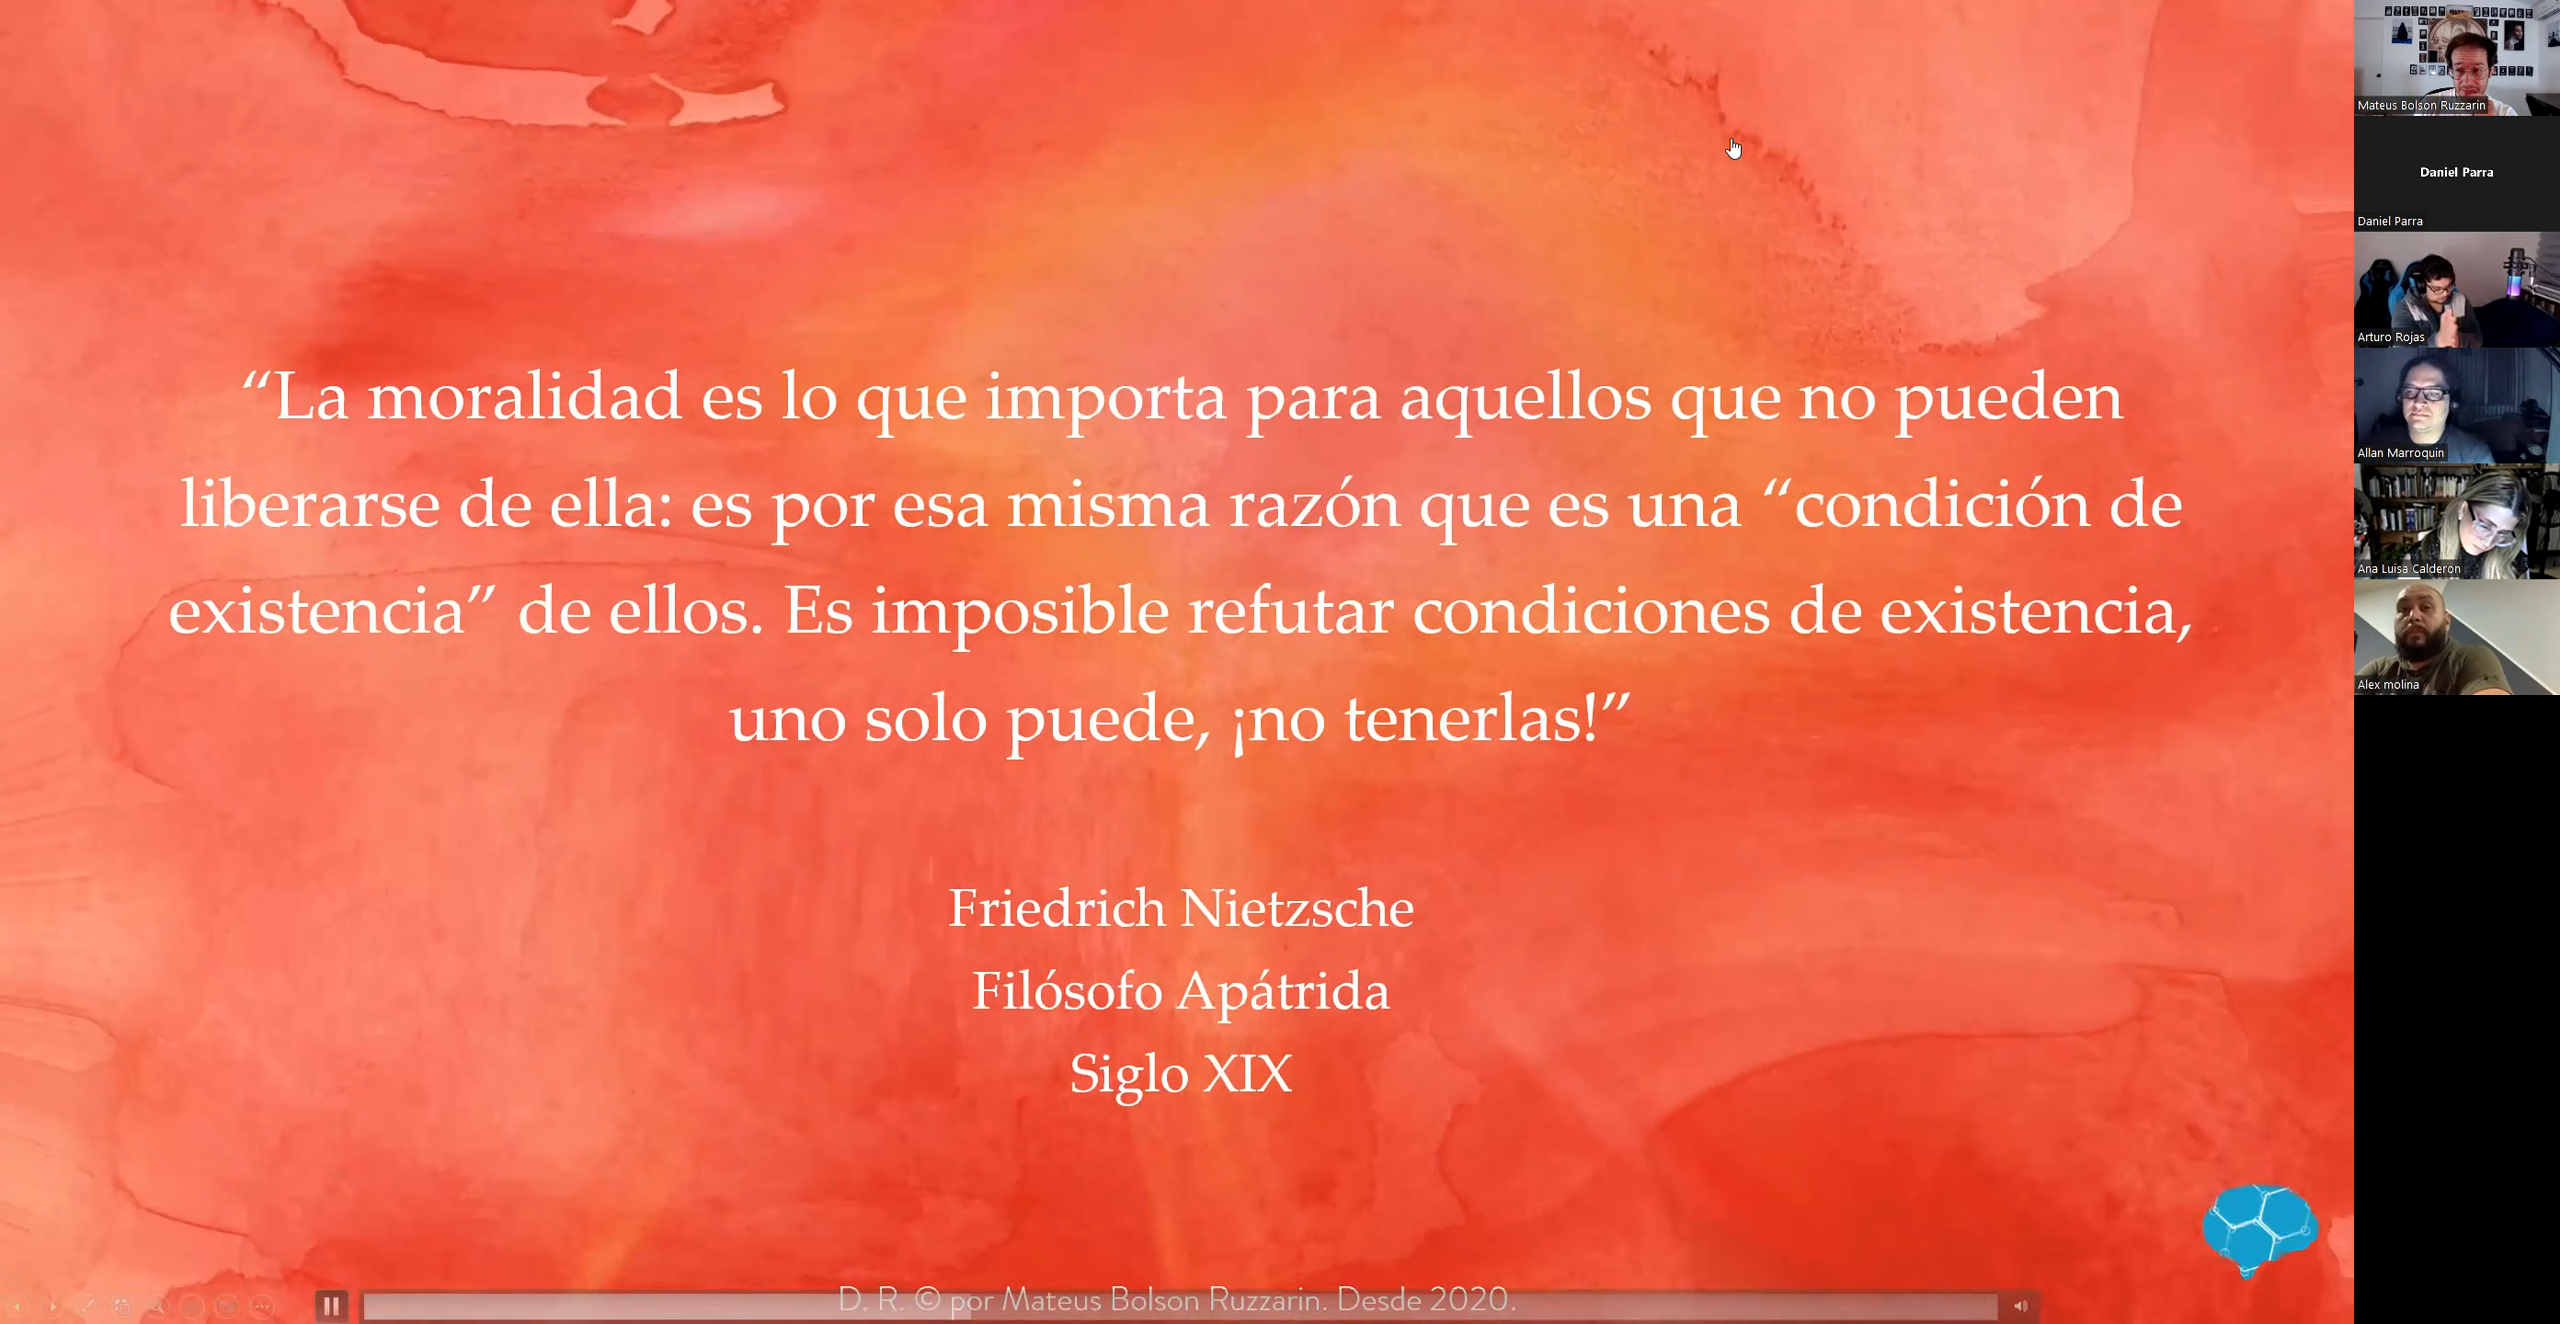 “La moralidad es lo que importa para aquellos que no pueden
liberarse de ella: es por esa misma razón que es una “condición de
existencia” de ellos. Es imposible refutar condiciones de existencia,
uno solo puede, ¡no tenerlas!”
Friedrich Nietzsche
Filósofo Apátrida
Siglo XIX
D. R. © por Mateus Bolson Ruzzarin. Desde 2020.
Mateus Bolson Ruzzarin
Daniel Parra
Daniel Parra
Arturo Rojas
Allan Marroquin
Ana Luisa Calderon
Alex molina